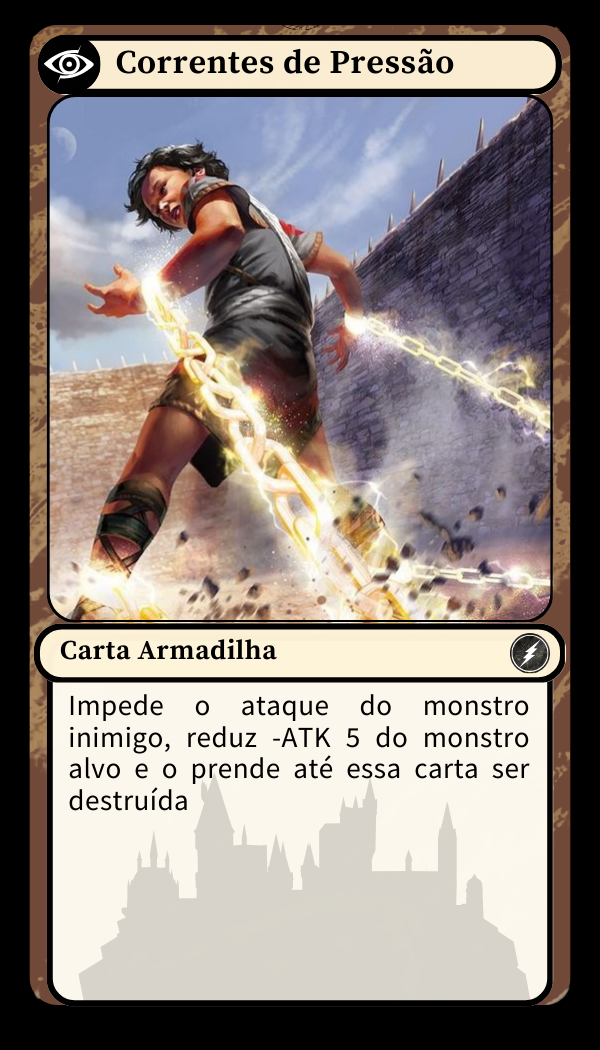 Correntes de Pressão
Carta Armadilha
Impede o ataque do monstro
inimigo, reduz -ATK 5 do monstro
alvo e o prende até essa carta ser
destruída